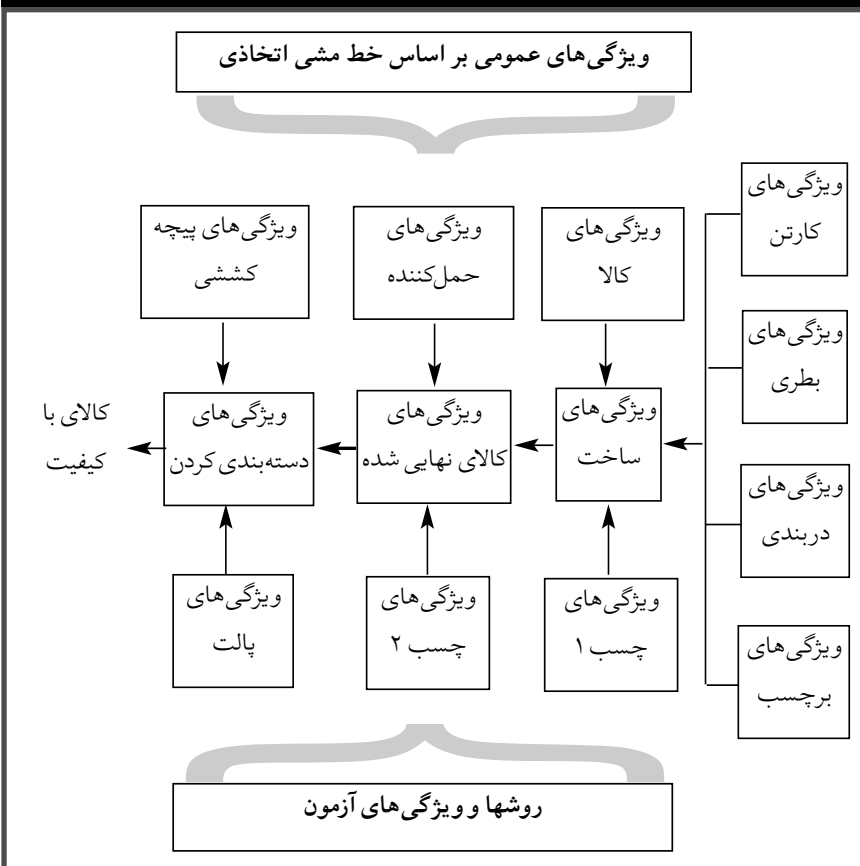 ویژگی‌های عمومی بر اساس خط مشی اتخاذی
ویژگی‌های
کارتن
ویژگی‌های
کالا
ویژگی‌های
حمل‌کننده
ویژگی‌های پیچه
کششی
ویژگی‌های
بطری
ویژگی‌های
ساخت
ویژگی‌های
کالای نهایی شده
ویژگی‌های
دسته‌بندی کردن
کالای با
کیفیت
ویژگی‌های
دربندی
ویژگی‌های
چسب ۱
ویژگی‌های
چسب ۲
ویژگی‌های
پالت
ویژگی‌های
برچسب
روشها و ویژگی‌های آزمون